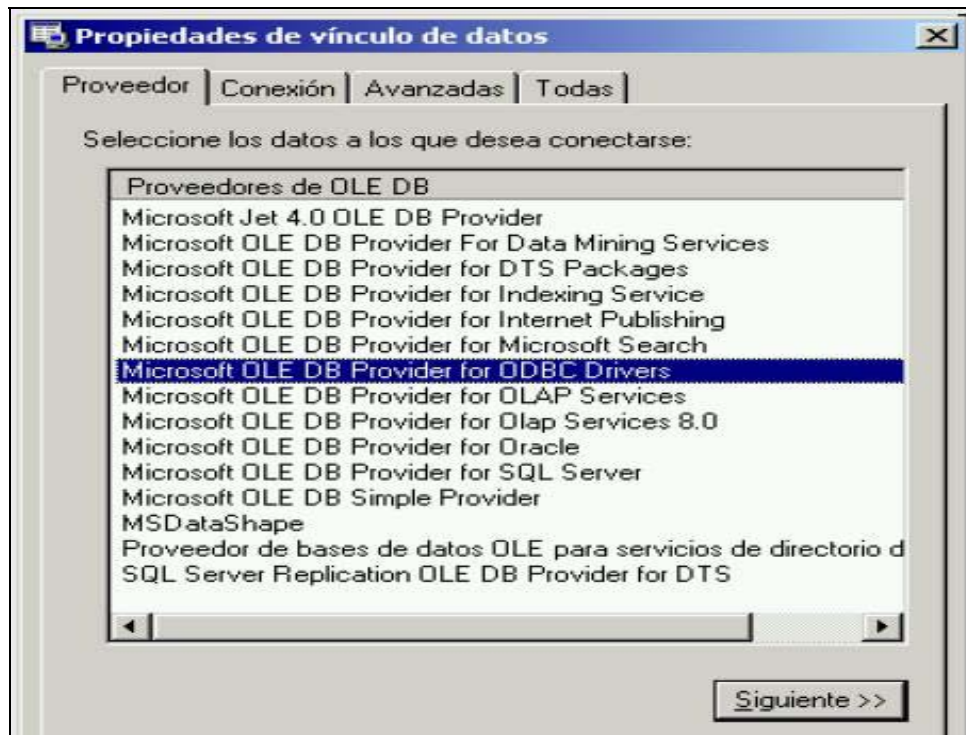 Propiedades de vínculo de datos
Proveedor Conexión Avanzadas Todas
Seleccione los datos a los que desea conectarse:
Proveedores de OLE DB
Microsoft Jet 4.0 OLE DB Provider
Microsoft OLE DB Provider For Data Mining Services
Microsoft OLE DB Provider for DTS Packages
Microsoft OLE DB Provider for Indexing Service
Microsoft OLE DB Provider for Internet Publishing
Microsoft OLE DB Provider for Microsoft Search
Microsoft OLE DB Provider for ODBC Drivers
Microsoft OLE DB Provider for OLAP Services
Microsoft OLE DB Provider for Olap Services 8.0
Microsoft OLE DB Provider for Oracle
Microsoft OLE DB Provider for SQL Server
Microsoft OLE DB Simple Provider
MSDataShape
Proveedor de bases de datos OLE para servicios de directorio d
SQL Server Replication OLE DB Provider for DTS
Siguiente >>